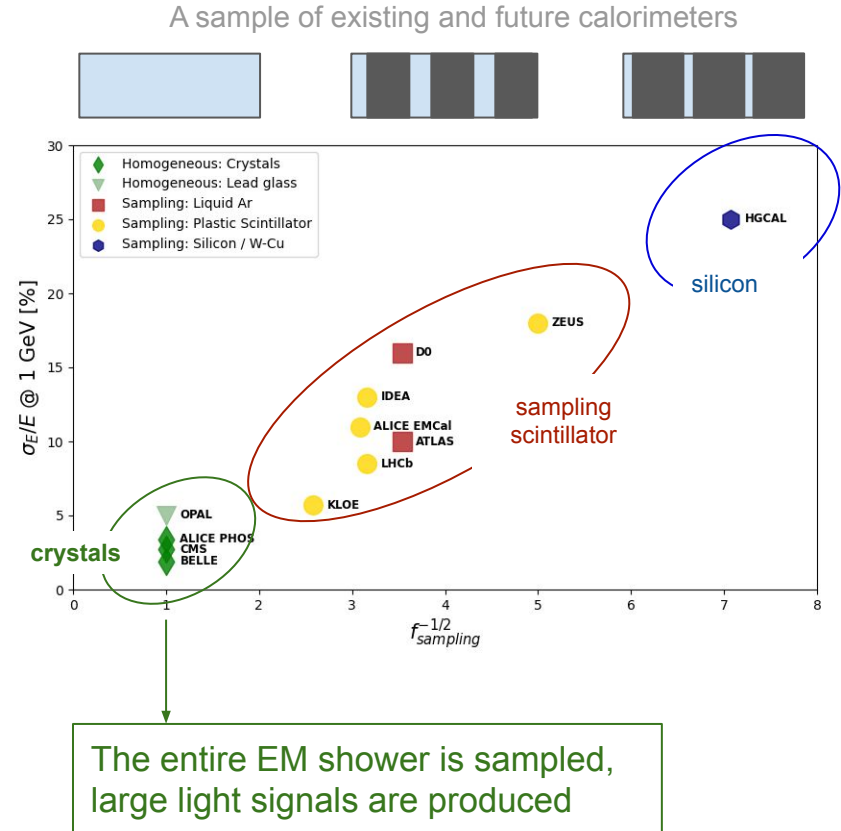 A sample of existing and future calorimeters
30
25
20
15
10
5
0
σE/E @ 1 GeV [%]
Homogeneous: Crystals
Homogeneous: Lead glass
Sampling: Liquid Ar
Sampling: Plastic Scintillator
Sampling: Silicon / W-Cu
HGCAL
silicon
ZEUS
D0
IDEA
sampling
scintillator
ALICE EMCal
ATLAS
LHCb
KLOE
OPAL
ALICE PHOS
CMS
BELLE
crystals
0 1 2 3 4 5 6 7 8
f_sampling^-1/2
The entire EM shower is sampled,
large light signals are produced